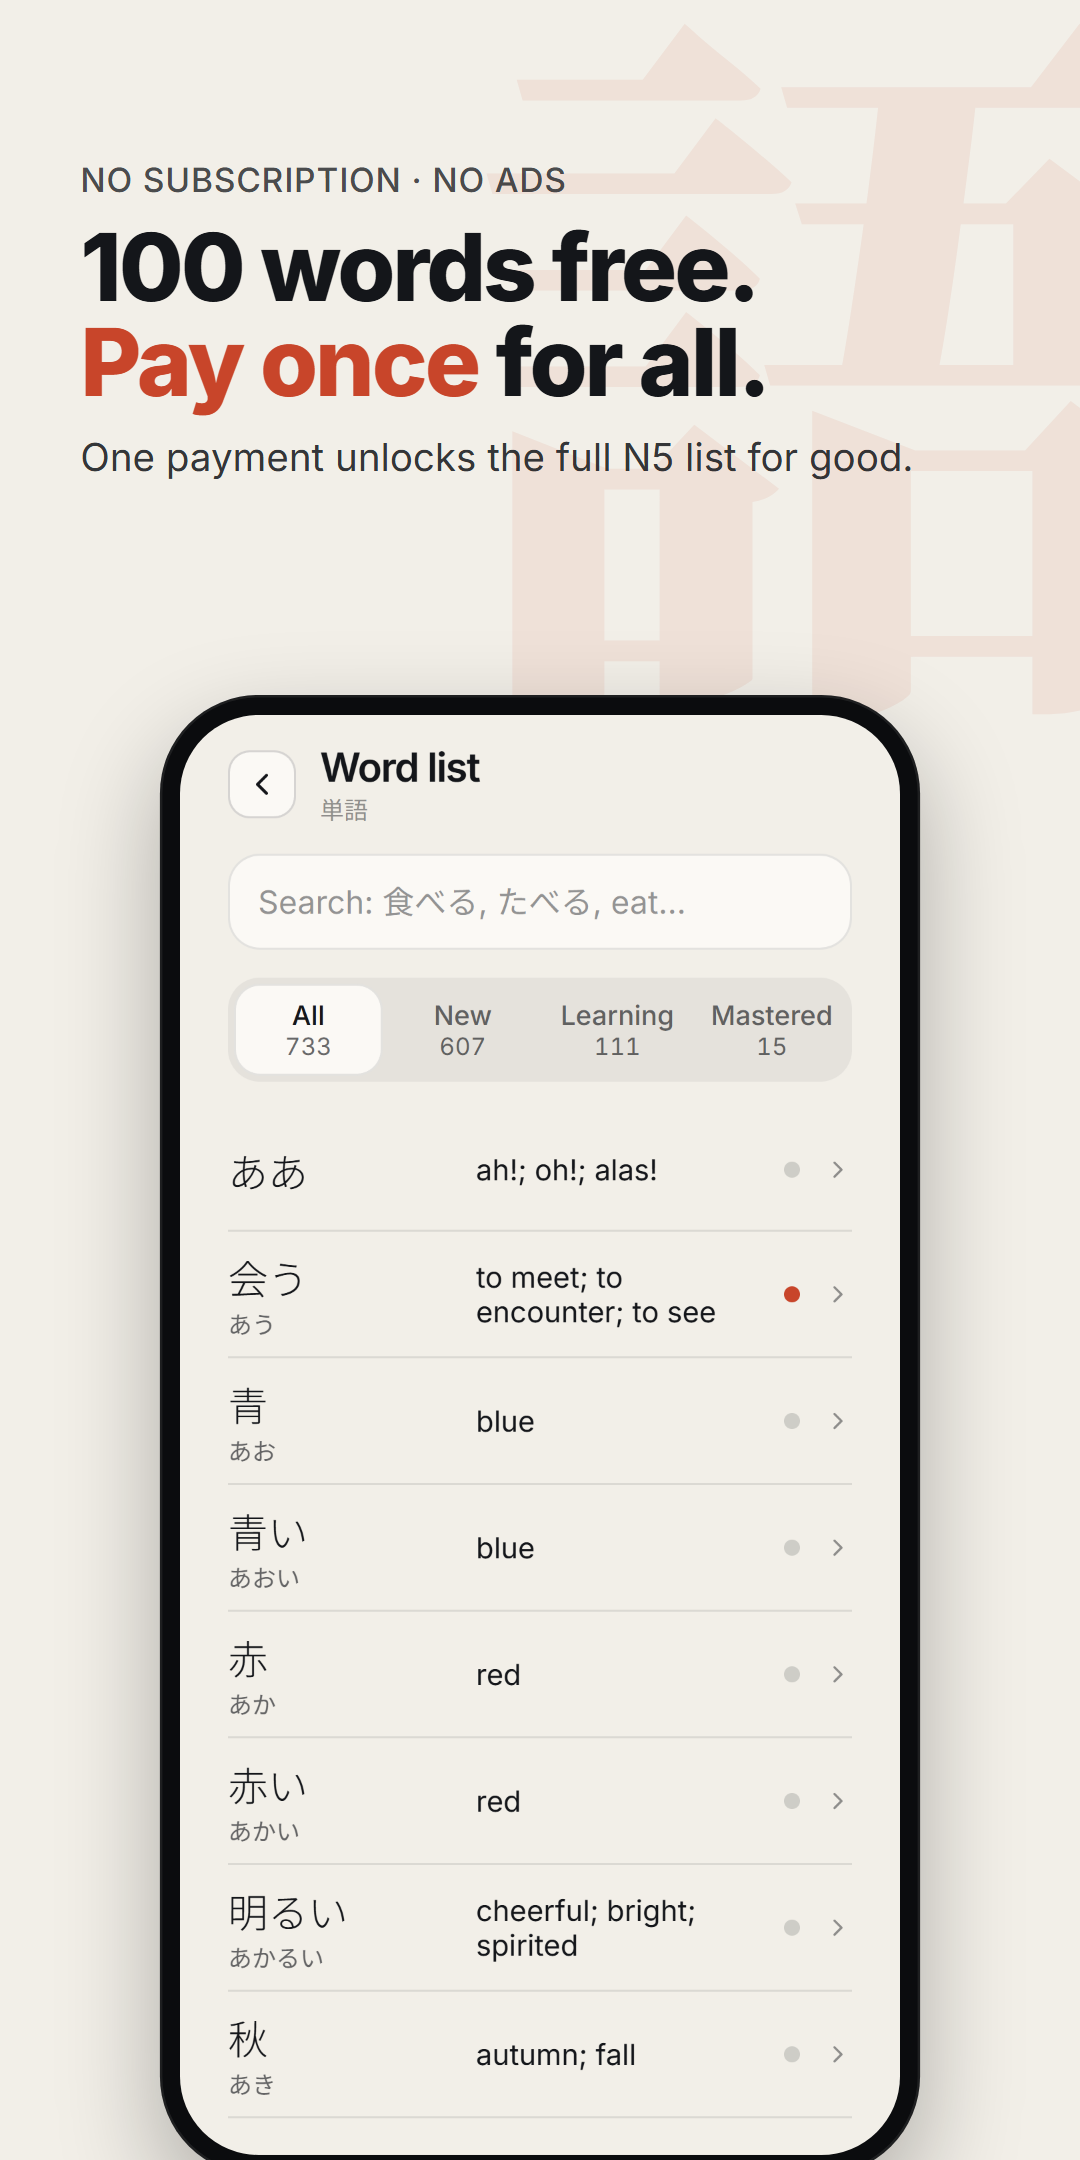 語
NO SUBSCRIPTION · NO ADS
100 words free.
Pay once for all.
One payment unlocks the full N5 list for good.
Word list
単語
Search: 食べる, たべる, eat...
All
733
New
607
Learning
111
Mastered
15
ああ
ah!; oh!; alas!
会う
あう
to meet; to
encounter; to see
青
あお
blue
青い
あおい
blue
赤
あか
red
赤い
あかい
red
明るい
あかるい
cheerful; bright;
spirited
秋
あき
autumn; fall